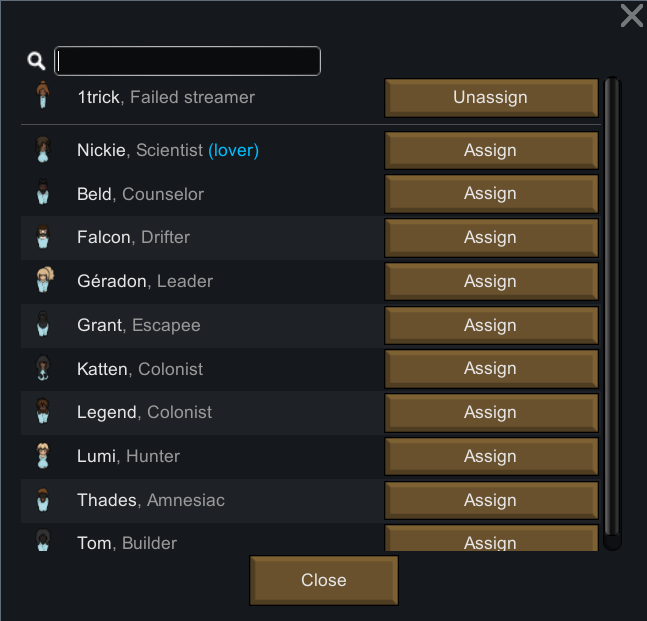 1trick, Failed streamer Unassign
Nickie, Scientist (lover) Assign
Beld, Counselor Assign
Falcon, Drifter Assign
Géradon, Leader Assign
Grant, Escapee Assign
Katten, Colonist Assign
Legend, Colonist Assign
Lumi, Hunter Assign
Thades, Amnesiac Assign
Tom, Builder Assign
Close